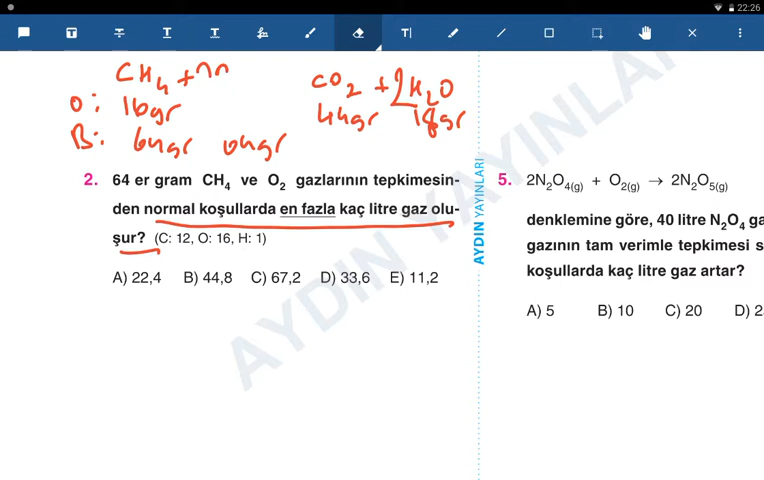 22:26
CH4 + CO2 + 2H2O
O: 16gr 44gr 18gr
B: 64gr
2. 64 er gram CH4 ve O2 gazlarının tepkimesin-
den normal koşullarda en fazla kaç litre gaz olu-
şur? (C: 12, O: 16, H: 1)
A) 22,4 B) 44,8 C) 67,2 D) 33,6 E) 11,2
AYDIN YAYINLARI
AYDIN YAYINLARI
5. 2N2O4(g) + O2(g) → 2N2O5(g)
denklemine göre, 40 litre N2O4 ga
gazının tam verimle tepkimesi s
koşullarda kaç litre gaz artar?
A) 5 B) 10 C) 20 D) 2